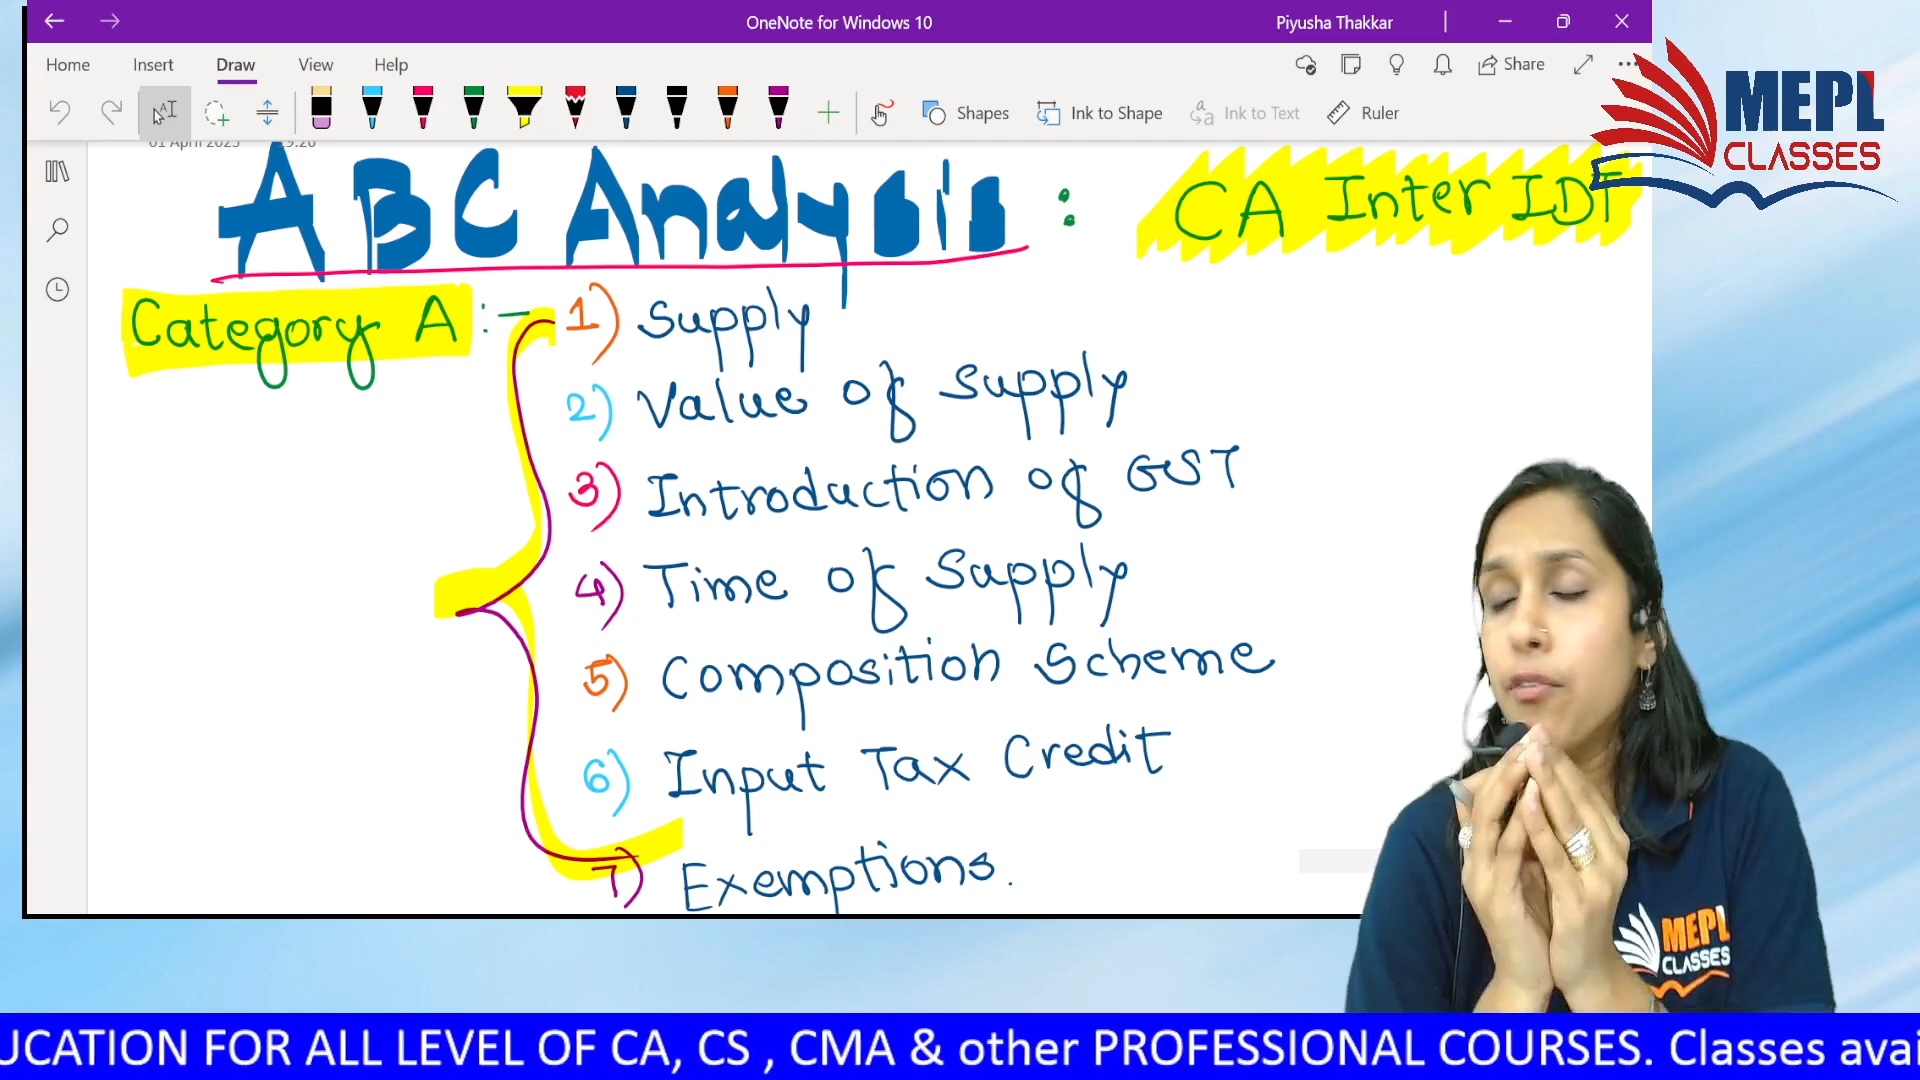 OneNote for Windows 10
Piyusha Thakkar
Home Insert Draw View Help
Share
Shapes Ink to Shape Ink to Text Ruler
MEPL
CLASSES
ABC Analysis : CA Inter IDT
Category A :-
1) Supply
2) Value of Supply
3) Introduction of GST
4) Time of Supply
5) Composition Scheme
6) Input Tax Credit
7) Exemptions.
MEPL
CLASSES
UCATION FOR ALL LEVEL OF CA, CS , CMA & other PROFESSIONAL COURSES. Classes avai